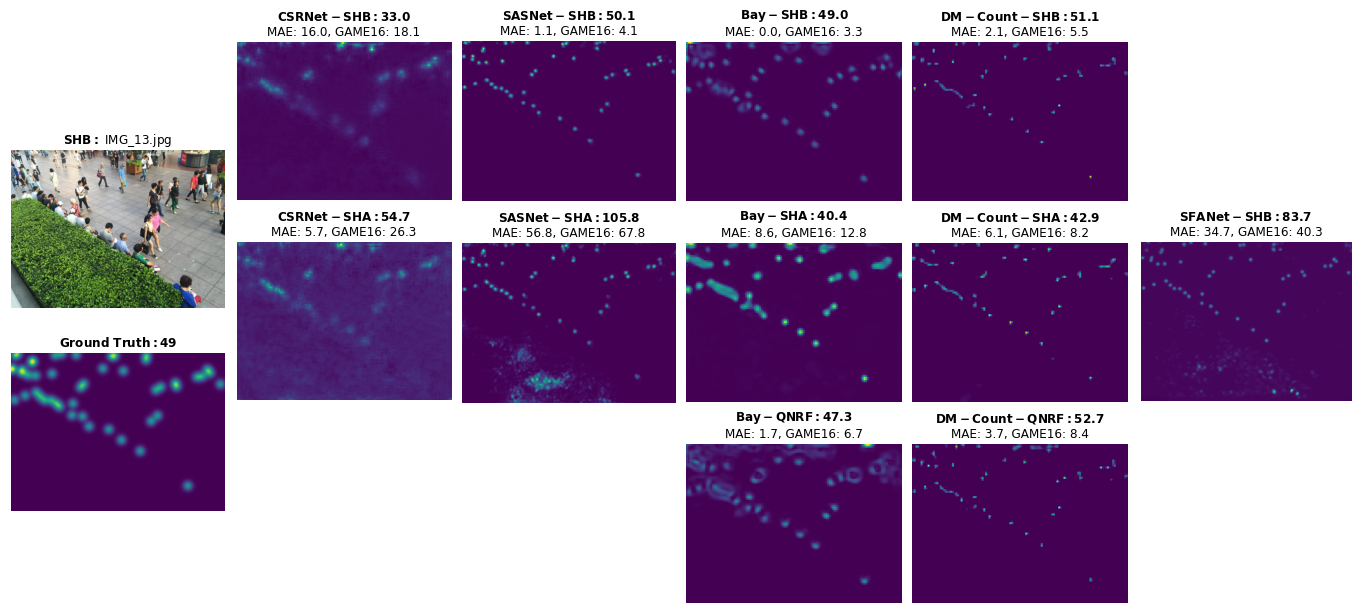 CSRNet − SHB: 33.0
MAE: 16.0, GAME16: 18.1
SASNet − SHB: 50.1
MAE: 1.1, GAME16: 4.1
Bay − SHB: 49.0
MAE: 0.0, GAME16: 3.3
DM − Count − SHB: 51.1
MAE: 2.1, GAME16: 5.5
SHB: IMG_13.jpg
CSRNet − SHA: 54.7
MAE: 5.7, GAME16: 26.3
SASNet − SHA: 105.8
MAE: 56.8, GAME16: 67.8
Bay − SHA: 40.4
MAE: 8.6, GAME16: 12.8
DM − Count − SHA: 42.9
MAE: 6.1, GAME16: 8.2
SFANet − SHB: 83.7
MAE: 34.7, GAME16: 40.3
Ground Truth: 49
Bay − QNRF: 47.3
MAE: 1.7, GAME16: 6.7
DM − Count − QNRF: 52.7
MAE: 3.7, GAME16: 8.4